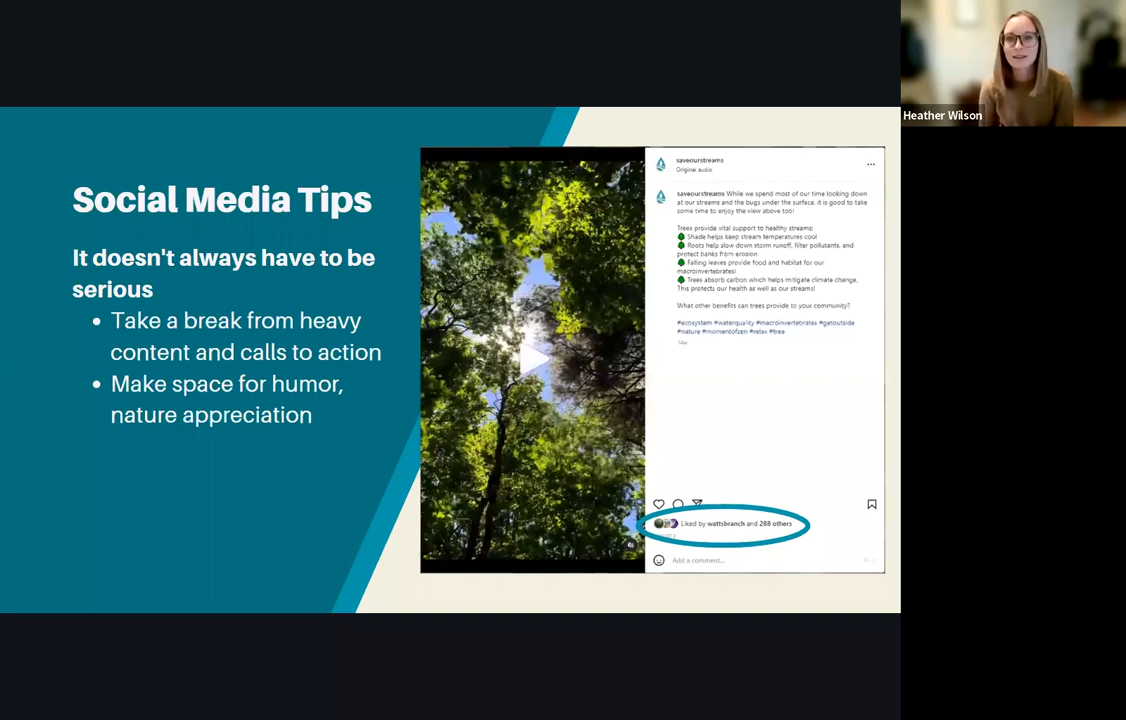 Social Media Tips
It doesn't always have to be
serious
• Take a break from heavy
content and calls to action
• Make space for humor,
nature appreciation
saveourstreams
Original audio
...
saveourstreams While we spend most of our time looking down
at our streams and the bugs under the surface, it is good to take
some time to enjoy the view above too!
Trees provide vital support to healthy streams:
🌲 Shade helps keep stream temperatures cool
🌲 Roots help slow down storm runoff, filter pollutants, and
protect banks from erosion
🌲 Falling leaves provide food and habitat for our
macroinvertebrates!
🌲 Trees absorb carbon which helps mitigate climate change.
This protects our health as well as our streams!
What other benefits can trees provide to your community?
#ecosystem #waterquality #macroinvertebrates #getoutside
#nature #momentofzen #relax #tree
Liked by wattsbranch and 288 others
Add a comment...
Heather Wilson